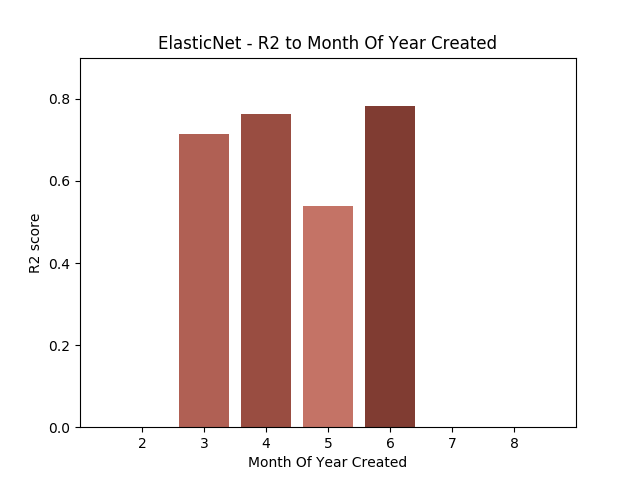 ElasticNet - R2 to Month Of Year Created
0.8
0.6
0.4
0.2
0.0
R2 score
2 3 4 5 6 7 8
Month Of Year Created